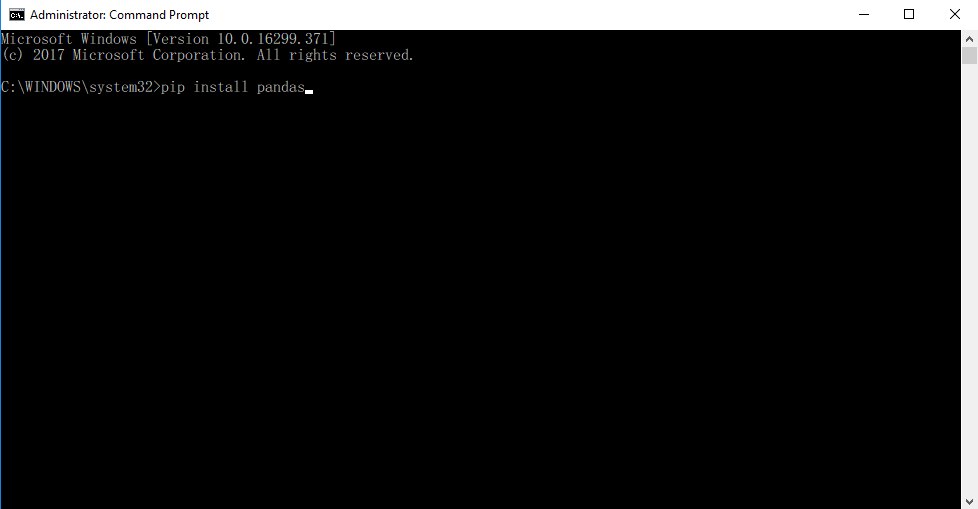 Administrator: Command Prompt
Microsoft Windows [Version 10.0.16299.371]
(c) 2017 Microsoft Corporation. All rights reserved.
C:\WINDOWS\system32>pip install pandas